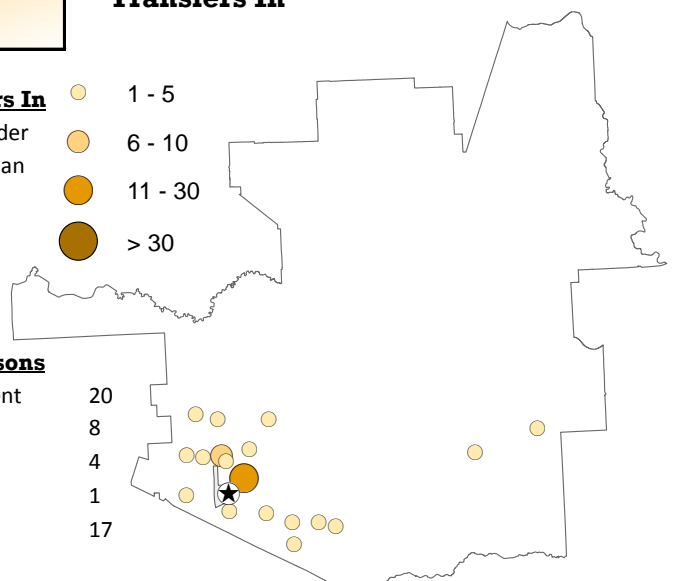 Transfers In
rs In
1 - 5
der
6 - 10
an
11 - 30
> 30
sons
ent 20
8
4
1
17